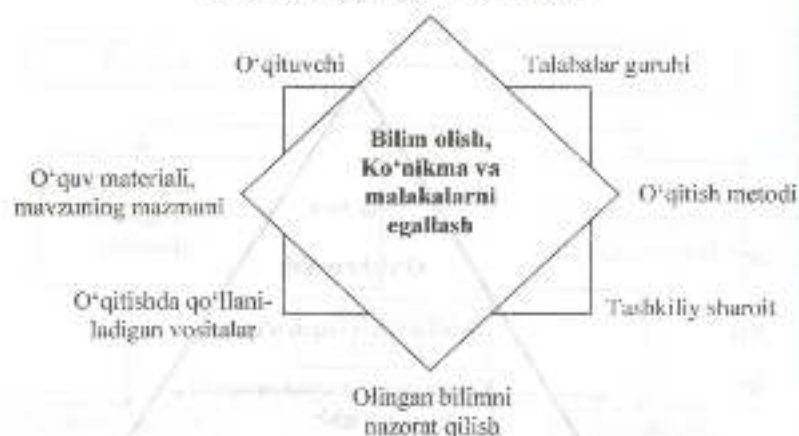 O‘qituvchi
Talabalar guruhi
Bilim olish,
Ko‘nikma va
malakalarni
egallash
O‘quv materiali,
mavzuning mazmuni
O‘qitish metodi
O‘qitishda qo‘llani-
ladigan vositalar
Tashkiliy sharoit
Olingan bilimni
nazorat qilish